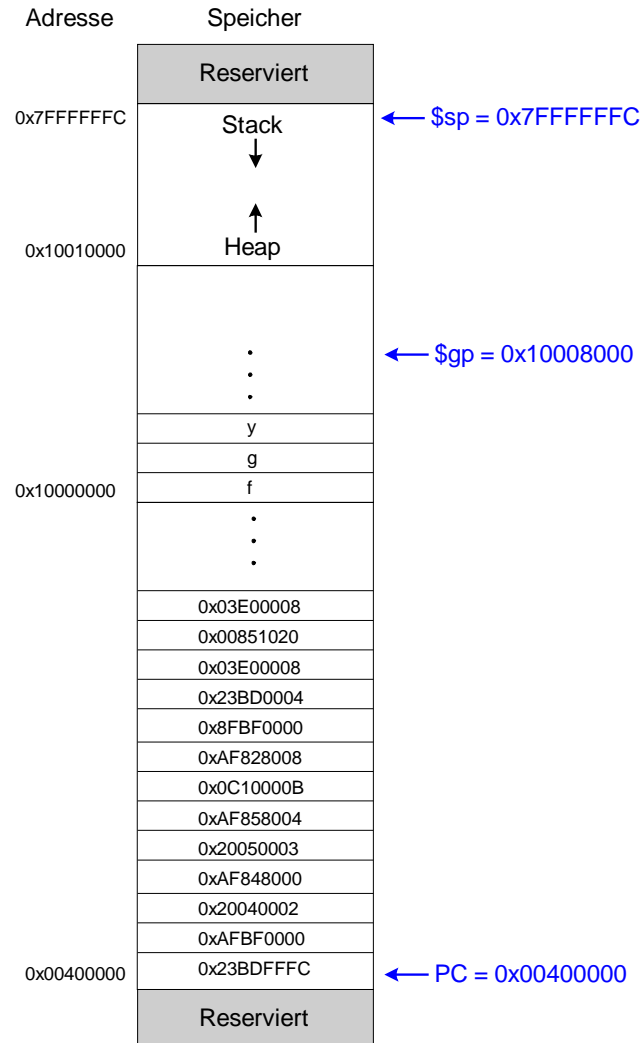 Adresse Speicher
Reserviert
0x7FFFFFFC Stack $sp = 0x7FFFFFFC
0x10010000 Heap
$gp = 0x10008000
y
g
0x10000000 f
0x03E00008
0x00851020
0x03E00008
0x23BD0004
0x8FBF0000
0xAF828008
0x0C10000B
0xAF858004
0x20050003
0xAF848000
0x20040002
0xAFBF0000
0x00400000 0x23BDFFFC PC = 0x00400000
Reserviert